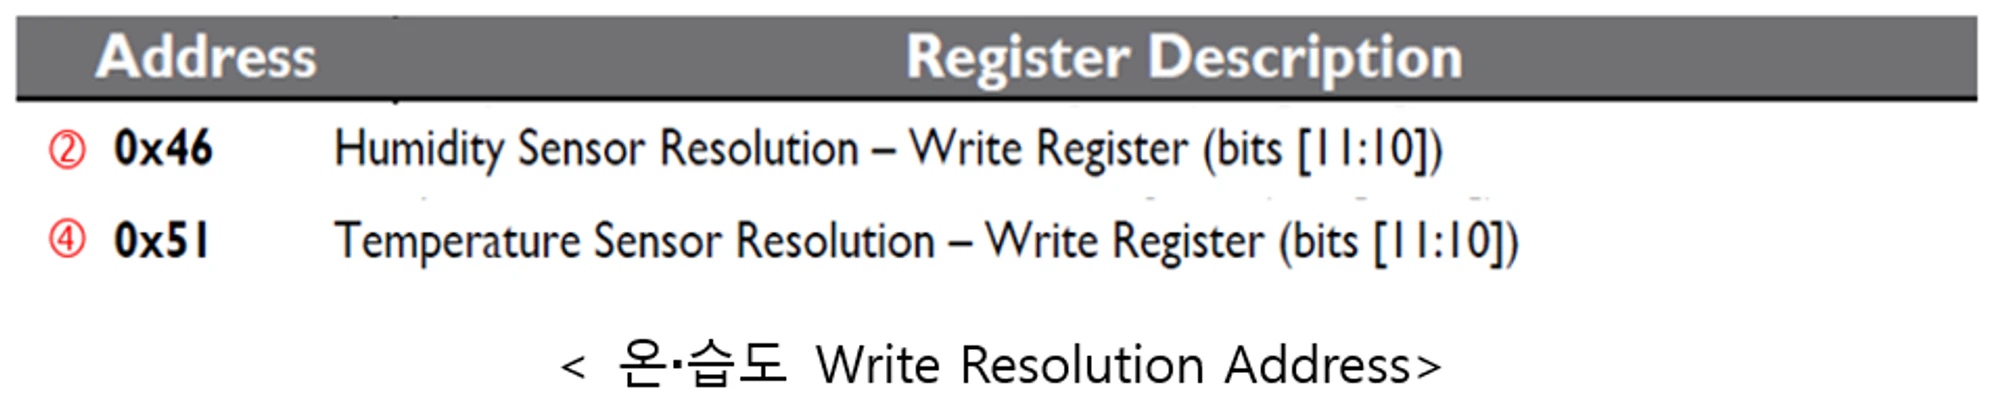 Address Register Description
② 0x46 Humidity Sensor Resolution – Write Register (bits [11:10])
④ 0x51 Temperature Sensor Resolution – Write Register (bits [11:10])
< 온·습도 Write Resolution Address>